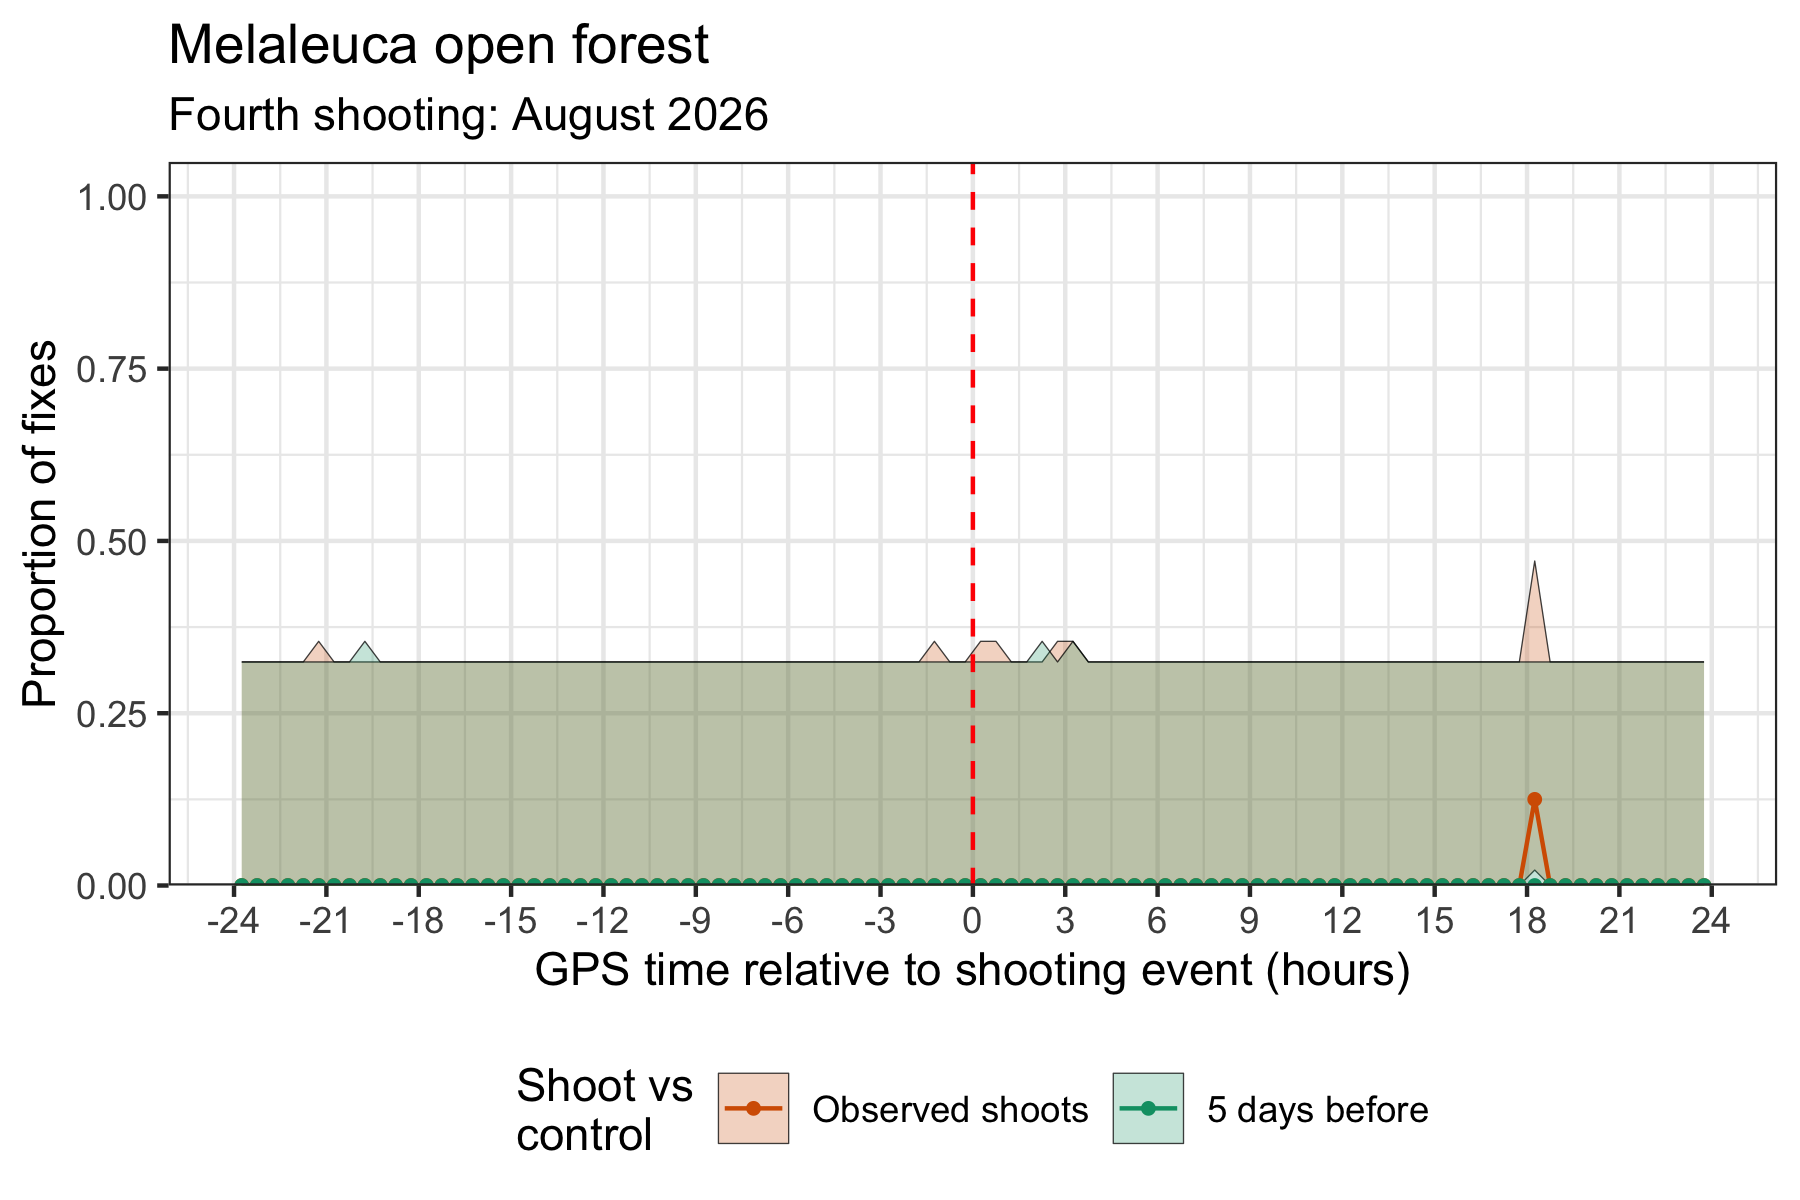 Melaleuca open forest
Fourth shooting: August 2026
1.00
0.75
0.50
0.25
0.00
Proportion of fixes
-24 -21 -18 -15 -12 -9 -6 -3 0 3 6 9 12 15 18 21 24
GPS time relative to shooting event (hours)
Shoot vs
control
Observed shoots
5 days before